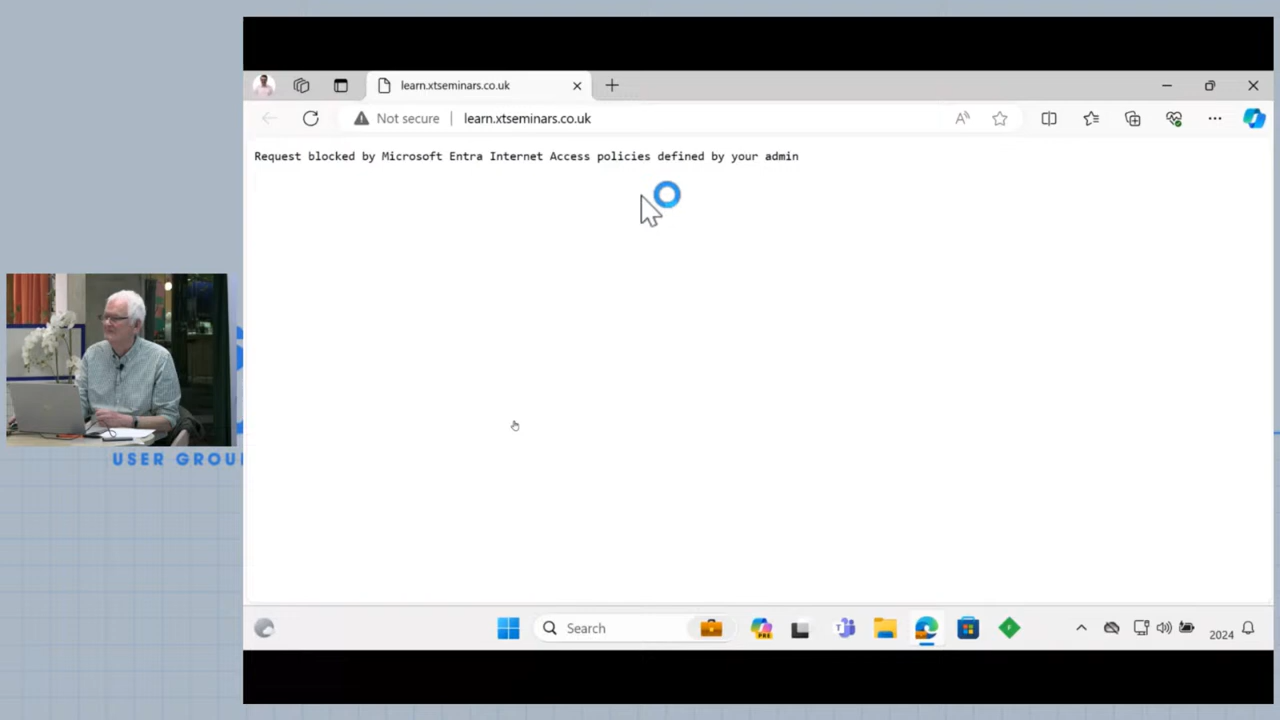 learn.xtseminars.co.uk
Not secure
learn.xtseminars.co.uk
Request blocked by Microsoft Entra Internet Access policies defined by your admin
USER GROU
Search
PRE
2024